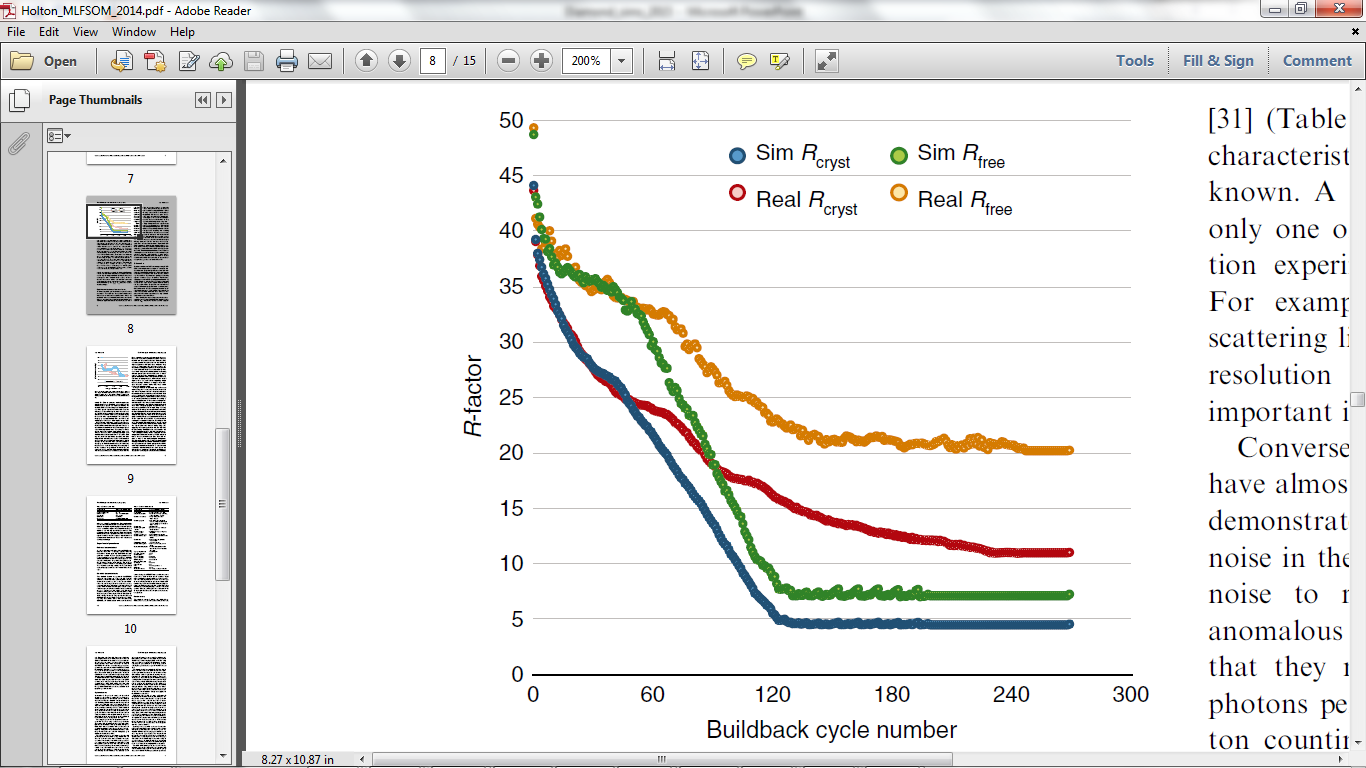 Holton_MLFSOM_2014.pdf - Adobe Reader
File Edit View Window Help
Open 8 / 15 200% Tools Fill & Sign Comment
Page Thumbnails
7
8
9
10
50
45
40
35
30
25
20
15
10
5
0
R-factor
Sim Rcryst Sim Rfree
Real Rcryst Real Rfree
0 60 120 180 240 300
Buildback cycle number
[31] (Table
characterist
known. A
only one o
tion experi
For examp
scattering li
resolution
important i
Converse
have almos
demonstrat
noise in the
noise to r
anomalous
that they r
photons pe
ton countin
8.27 x 10.87 in